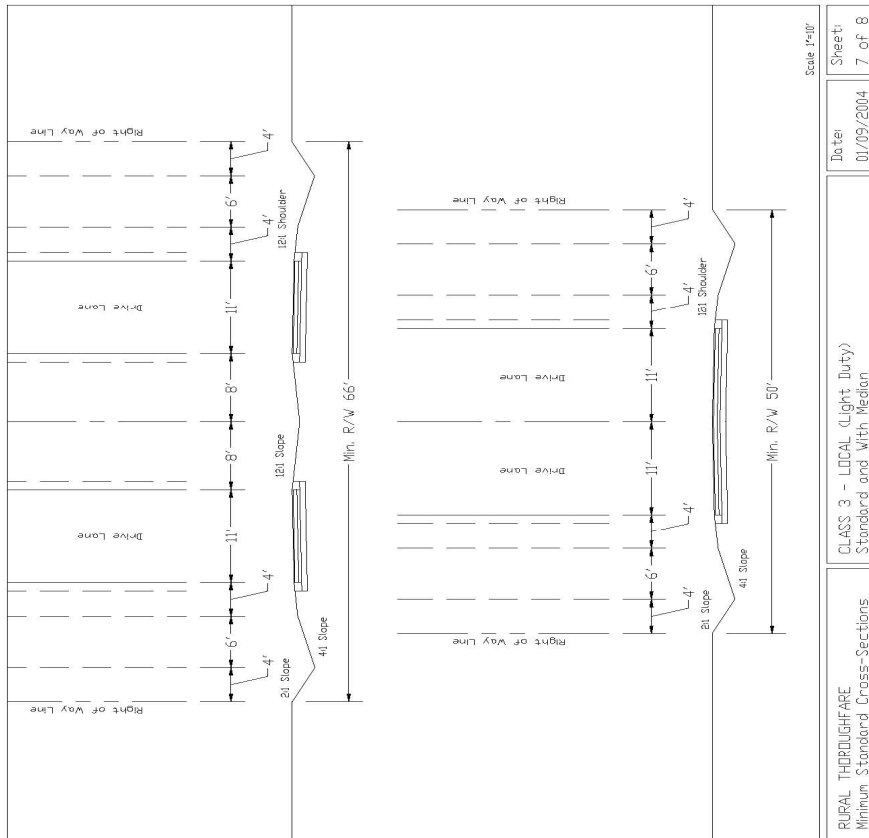 Right of Way Line
Right of Way Line
Drive Lane
Drive Lane
4'
6'
4'
11'
8'
8'
11'
4'
6'
4'
2:1 Slope
4:1 Slope
12:1 Slope
12:1 Shoulder
Min. R/W 66'
Right of Way Line
Right of Way Line
Drive Lane
Drive Lane
4'
6'
4'
11'
11'
4'
6'
4'
2:1 Slope
4:1 Slope
12:1 Shoulder
Min. R/W 50'
Scale 1"=10'
RURAL THOROUGHFARE
Minimum Standard Cross-Sections
CLASS 3 - LOCAL (Light Duty)
Standard and With Median
Date:
01/09/2004
Sheet:
7 of 8